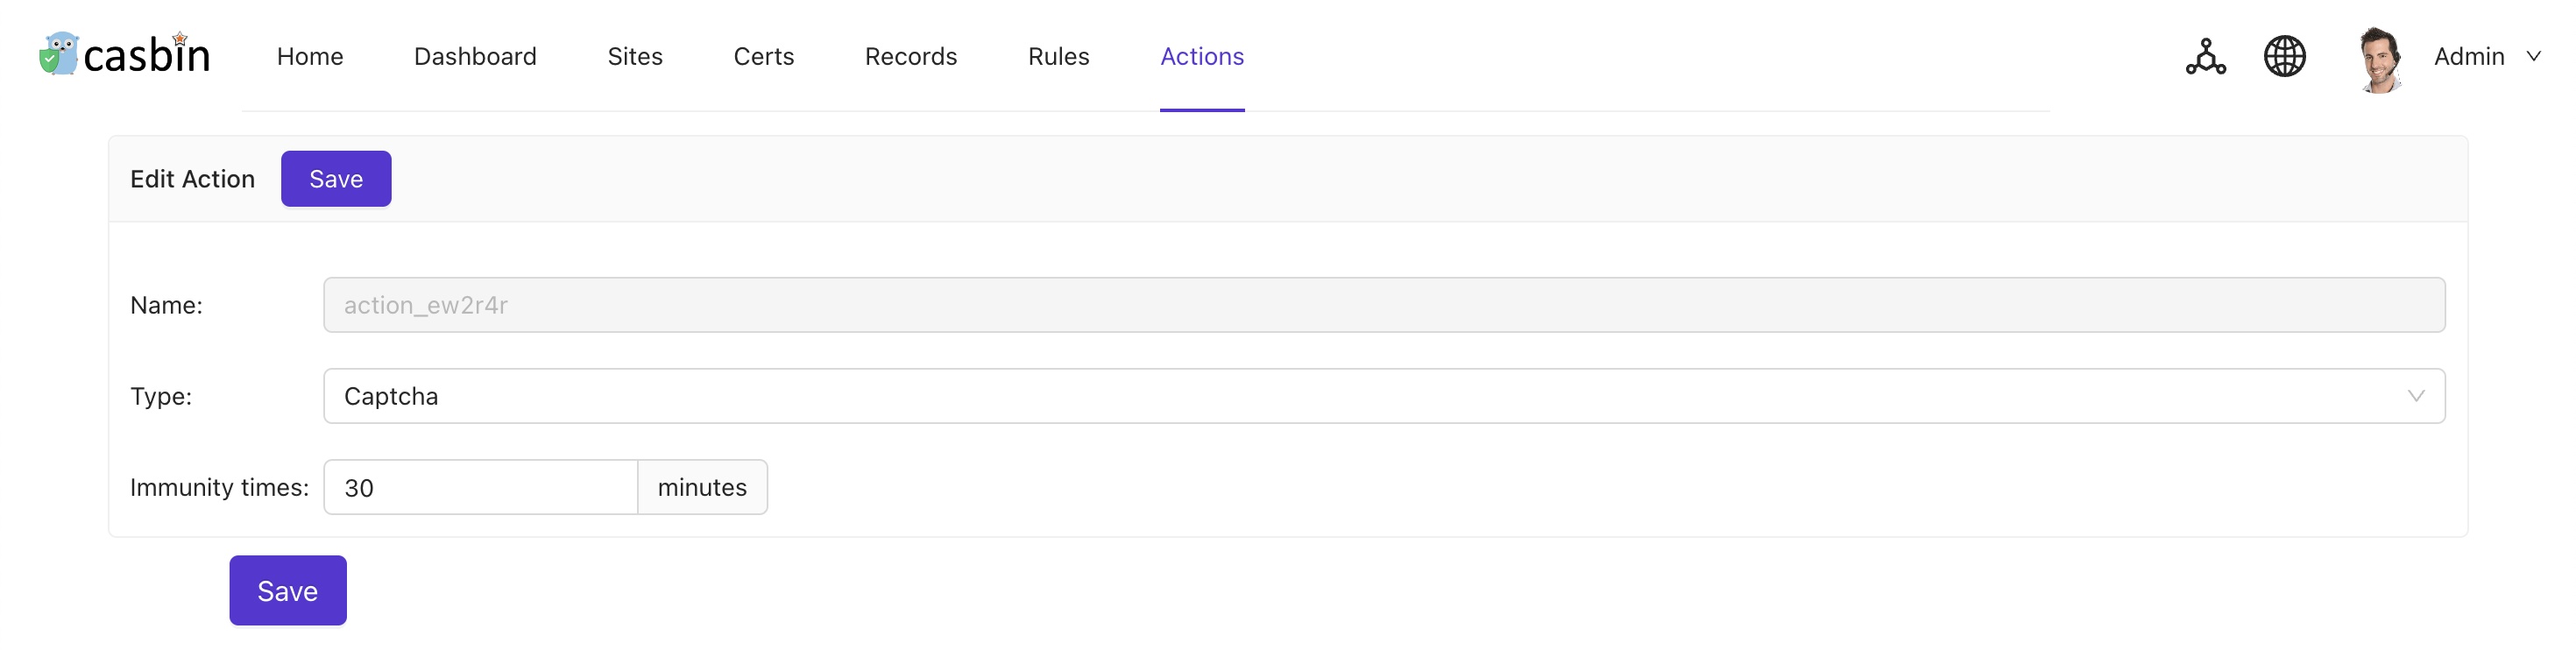 casbin Home Dashboard Sites Certs Records Rules Actions Admin
Edit Action Save
Name: action_ew2r4r
Type: Captcha
Immunity times: 30 minutes
Save